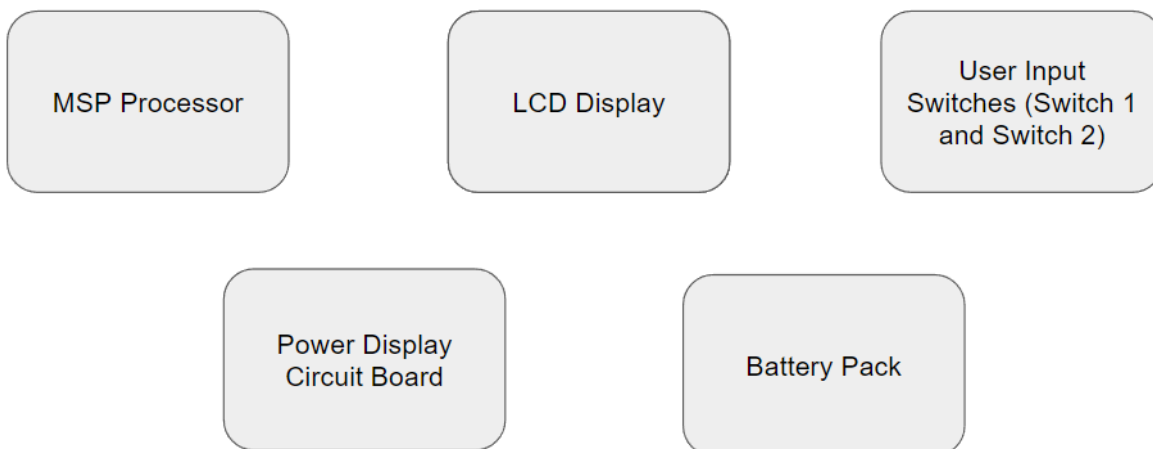 MSP Processor
LCD Display
User Input
Switches (Switch 1
and Switch 2)
Power Display
Circuit Board
Battery Pack